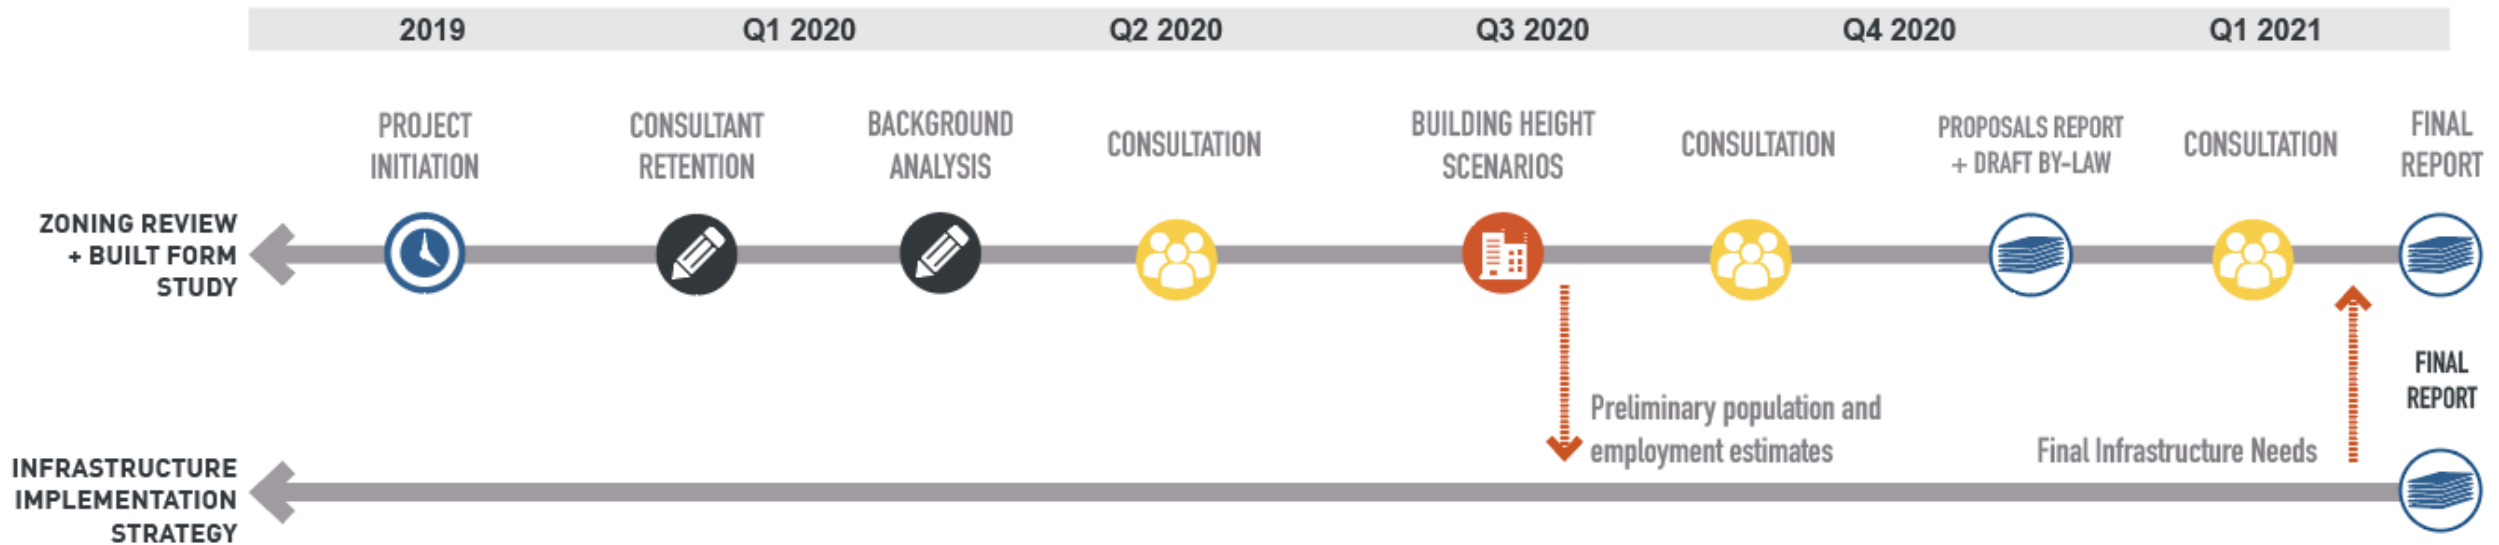 2019 Q1 2020 Q2 2020 Q3 2020 Q4 2020 Q1 2021
PROJECT
INITIATION
CONSULTANT
RETENTION
BACKGROUND
ANALYSIS
CONSULTATION
BUILDING HEIGHT
SCENARIOS
CONSULTATION
PROPOSALS REPORT
+ DRAFT BY-LAW
CONSULTATION
FINAL
REPORT
ZONING REVIEW
+ BUILT FORM
STUDY
Preliminary population and
employment estimates
Final Infrastructure Needs
FINAL
REPORT
INFRASTRUCTURE
IMPLEMENTATION
STRATEGY